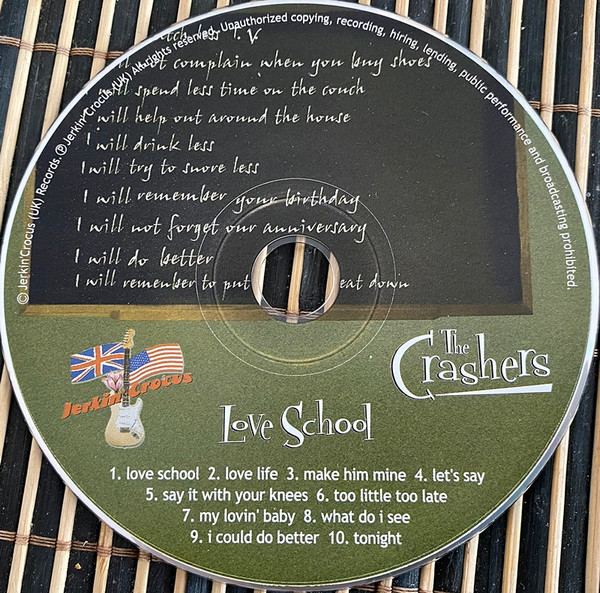 © Jerkin'Crocus (UK) Records. ℗ Jerkin'Crocus (UK) All rights reserved. Unauthorized copying, recording, hiring, lending, public performance and broadcasting prohibited.
T.V
not complain when you buy shoes
will spend less time on the couch
I will help out around the house
I will drink less
I will try to snore less
I will remember your birthday
I will not forget our anniversary
I will do better
I will remember to put eat down
Jerkin'Crocus
The
Crashers
Love School
1. love school 2. love life 3. make him mine 4. let's say
5. say it with your knees 6. too little too late
7. my lovin' baby 8. what do i see
9. i could do better 10. tonight